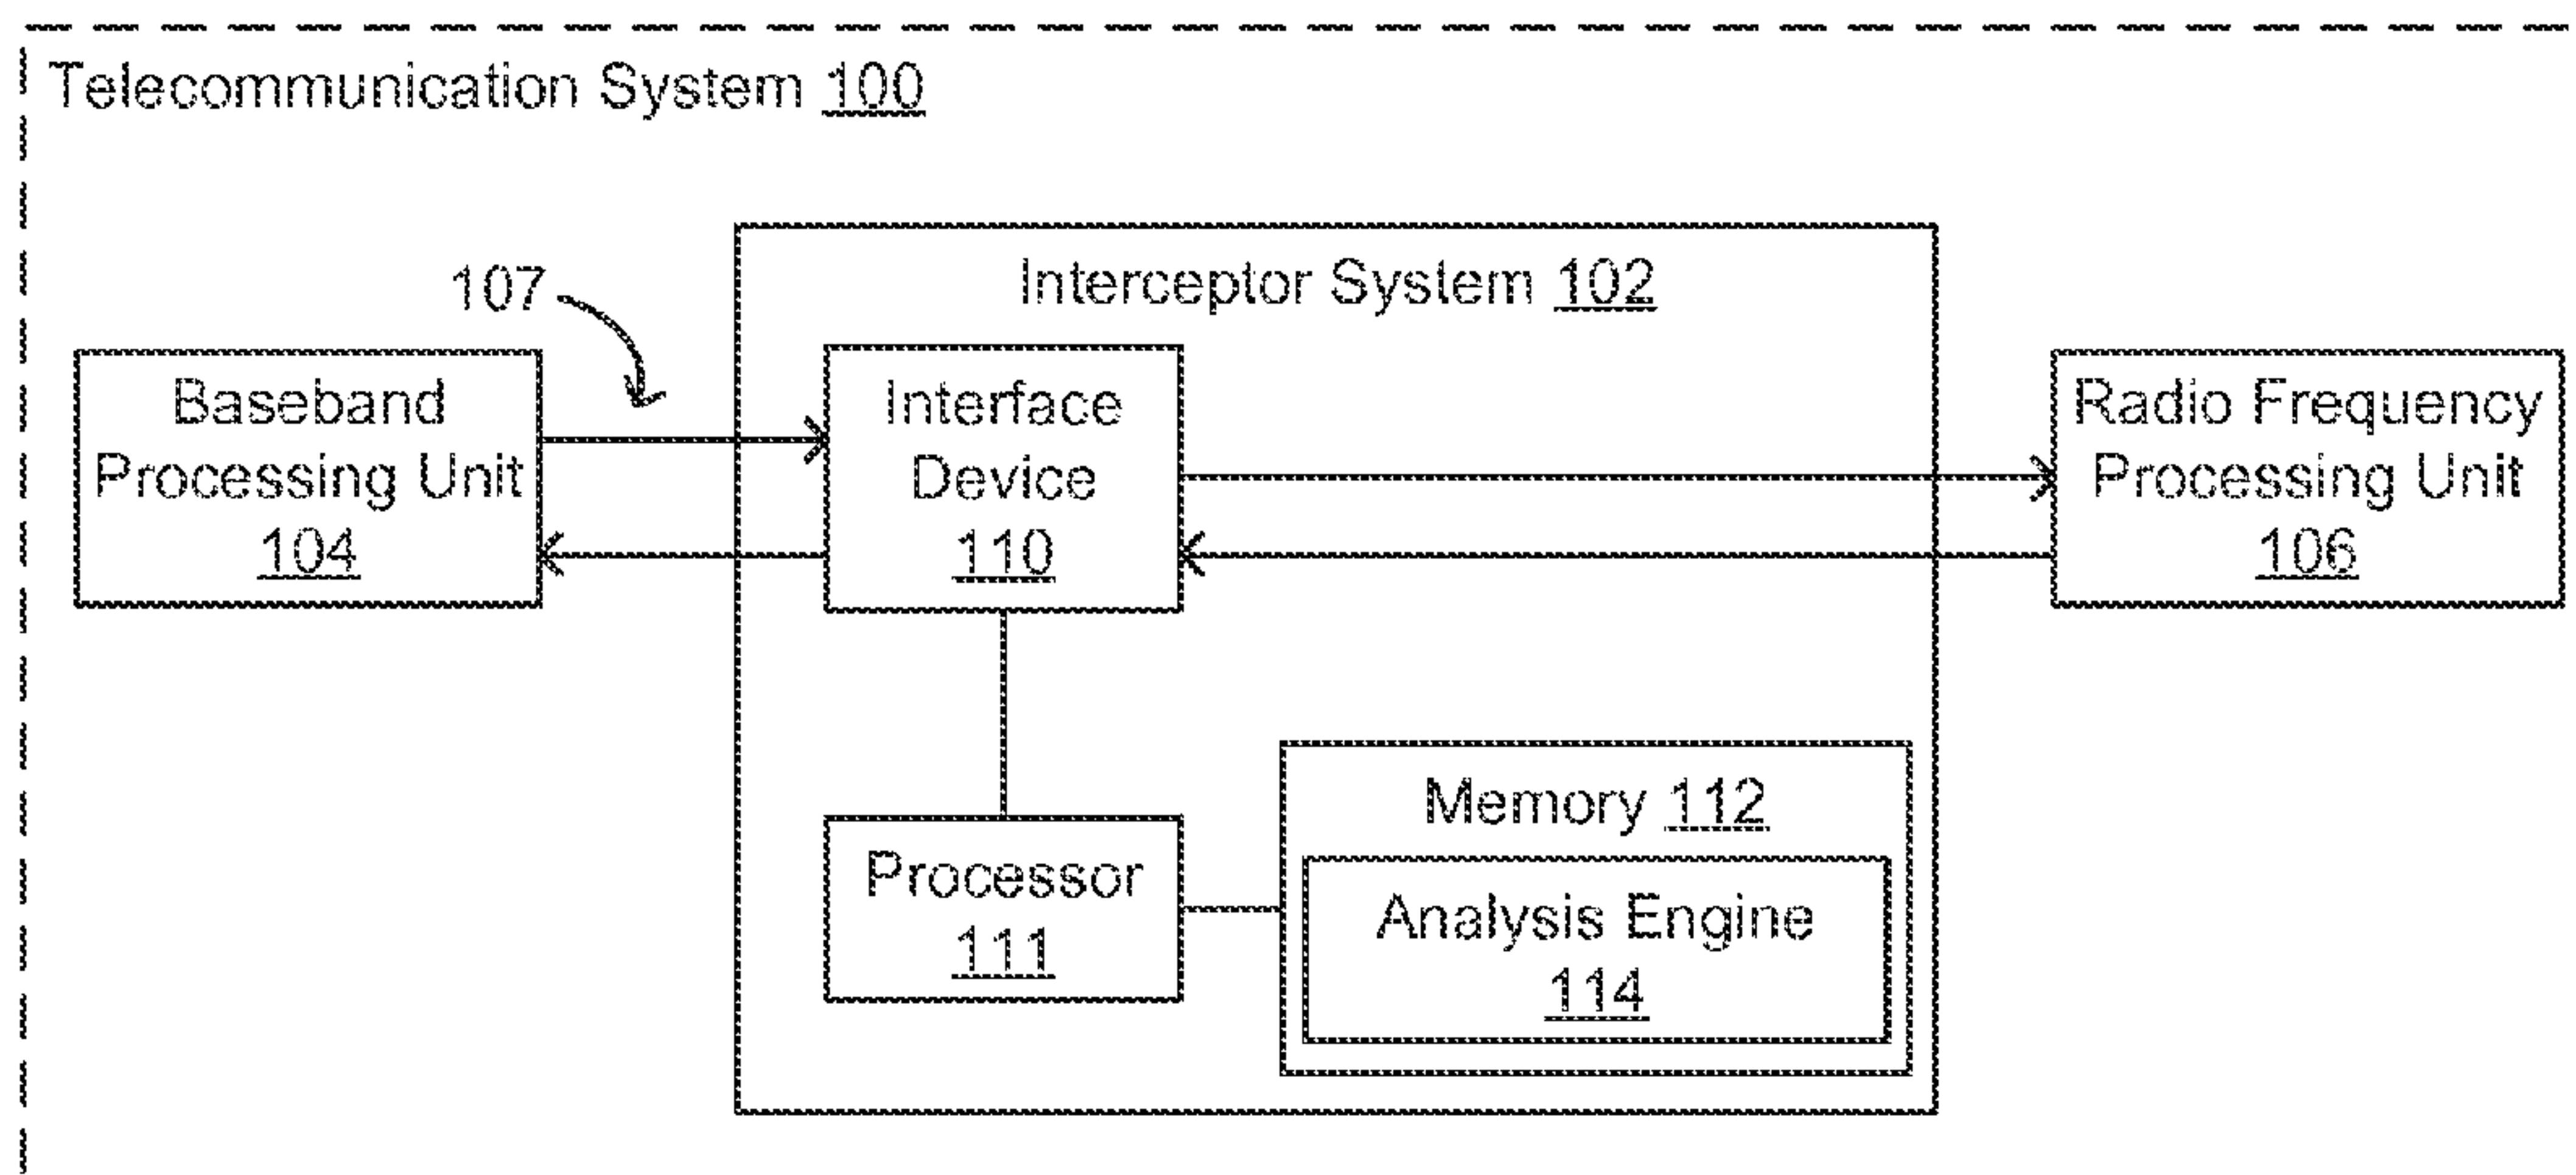 Telecommunication System 100
107
Interceptor System 102
Baseband
Processing Unit
104
Interface
Device
110
Radio Frequency
Processing Unit
106
Processor
111
Memory 112
Analysis Engine
114